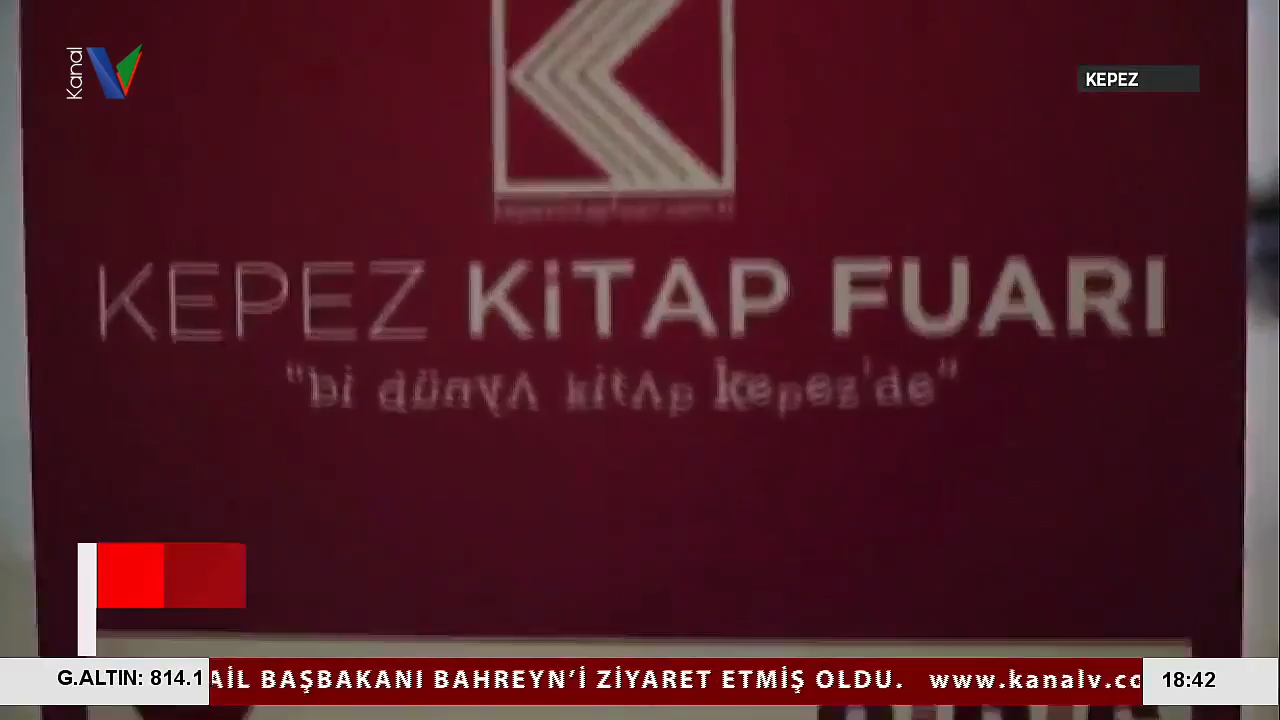 Kanal V
KEPEZ
KEPEZ KİTAP FUARI
"bi dünyA kitAp kepez'de"
G.ALTIN: 814.1
AİL BAŞBAKANI BAHREYN'İ ZİYARET ETMİŞ OLDU. www.kanalv.co
18:42